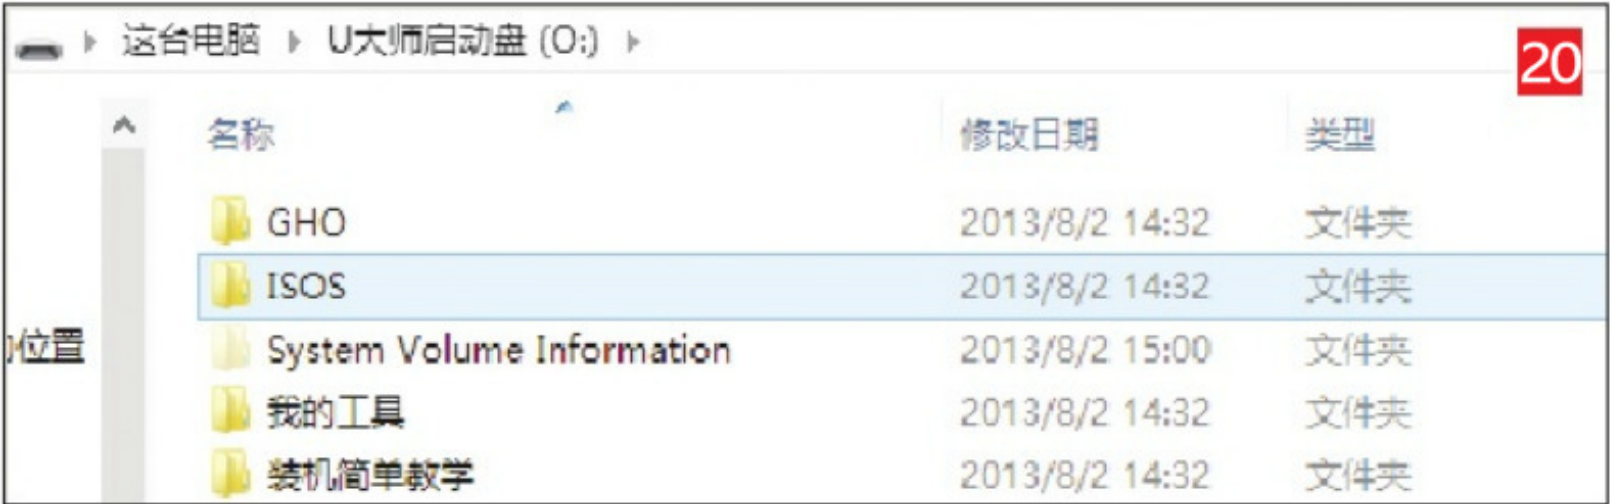 这台电脑 U大师启动盘 (O:)
20
名称 修改日期 类型
GHO 2013/8/2 14:32 文件夹
ISOS 2013/8/2 14:32 文件夹
System Volume Information 2013/8/2 15:00 文件夹
位置
我的工具 2013/8/2 14:32 文件夹
装机简单教学 2013/8/2 14:32 文件夹